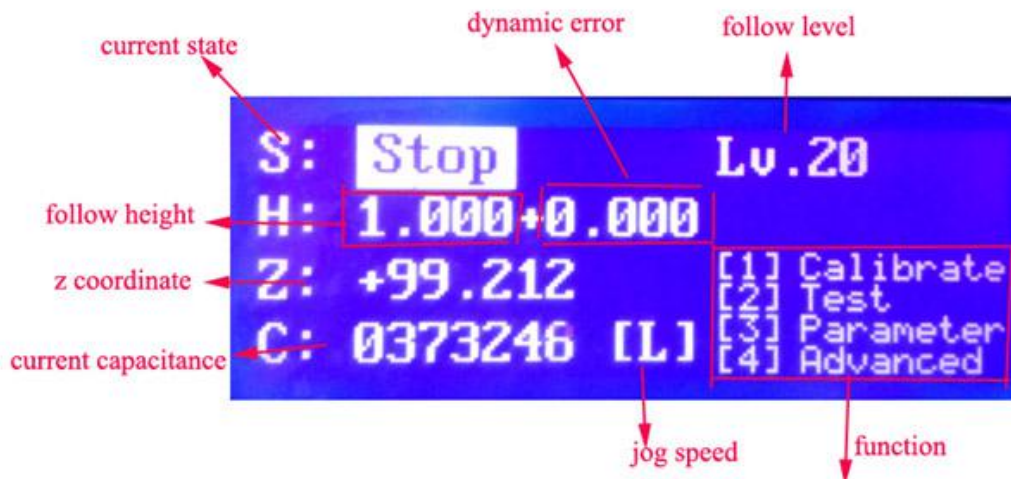 dynamic error
follow level
current state
S: Stop Lv.20
follow height
H: 1.000+0.000
z coordinate
Z: +99.212
[1] Calibrate
[2] Test
[3] Parameter
[4] Advanced
current capacitance
C: 0373246 [L]
jog speed
function